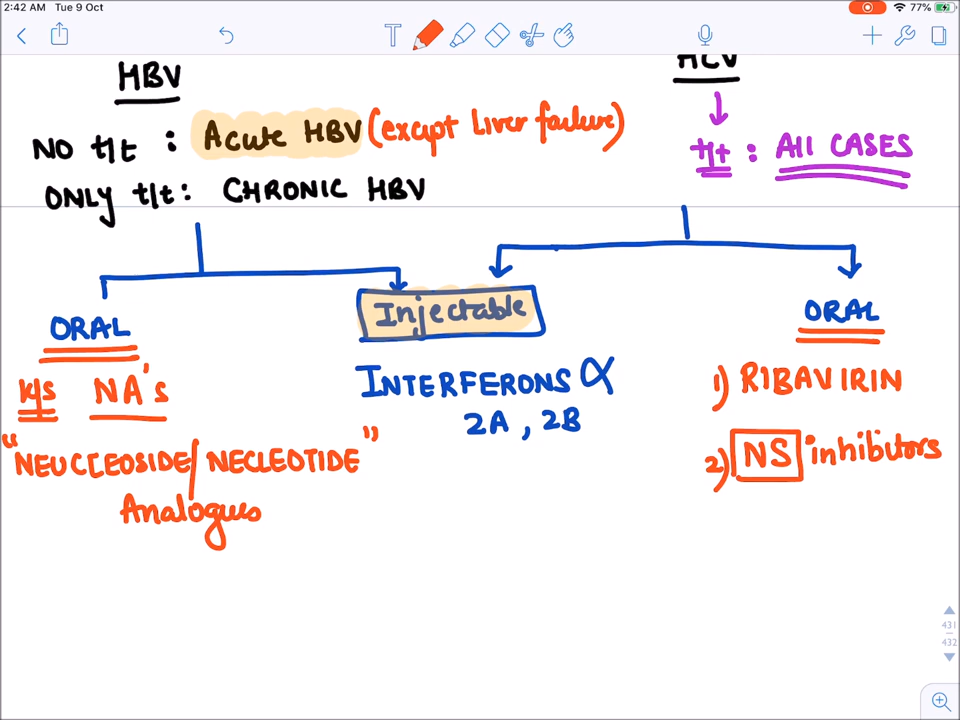 2:42 AM Tue 9 Oct
77%
HBV
HCV
NO t/t : Acute HBV (except Liver failure)
t/t : All CASES
ONLY t/t : CHRONIC HBV
ORAL
Injectable
ORAL
k/s NA's
INTERFERONS α
2A , 2B
1) RIBAVIRIN
"NEUCLEOSIDE/NECLEOTIDE"
Analogues
2) NS inhibitors
431
432